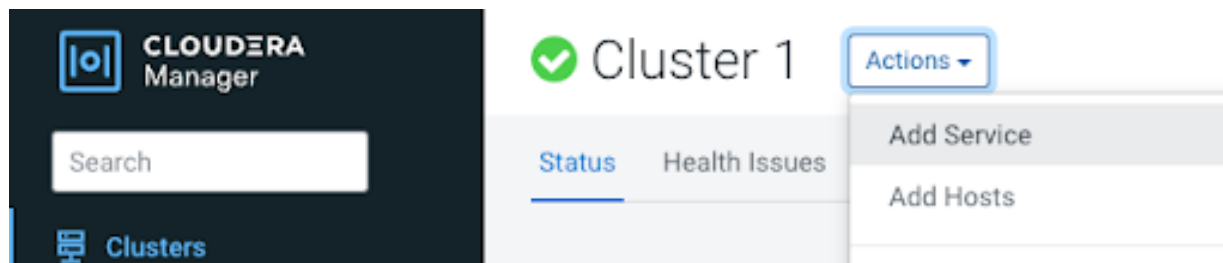 CLOUDERA
Manager
Search
Clusters
Cluster 1
Actions
Status
Health Issues
Add Service
Add Hosts